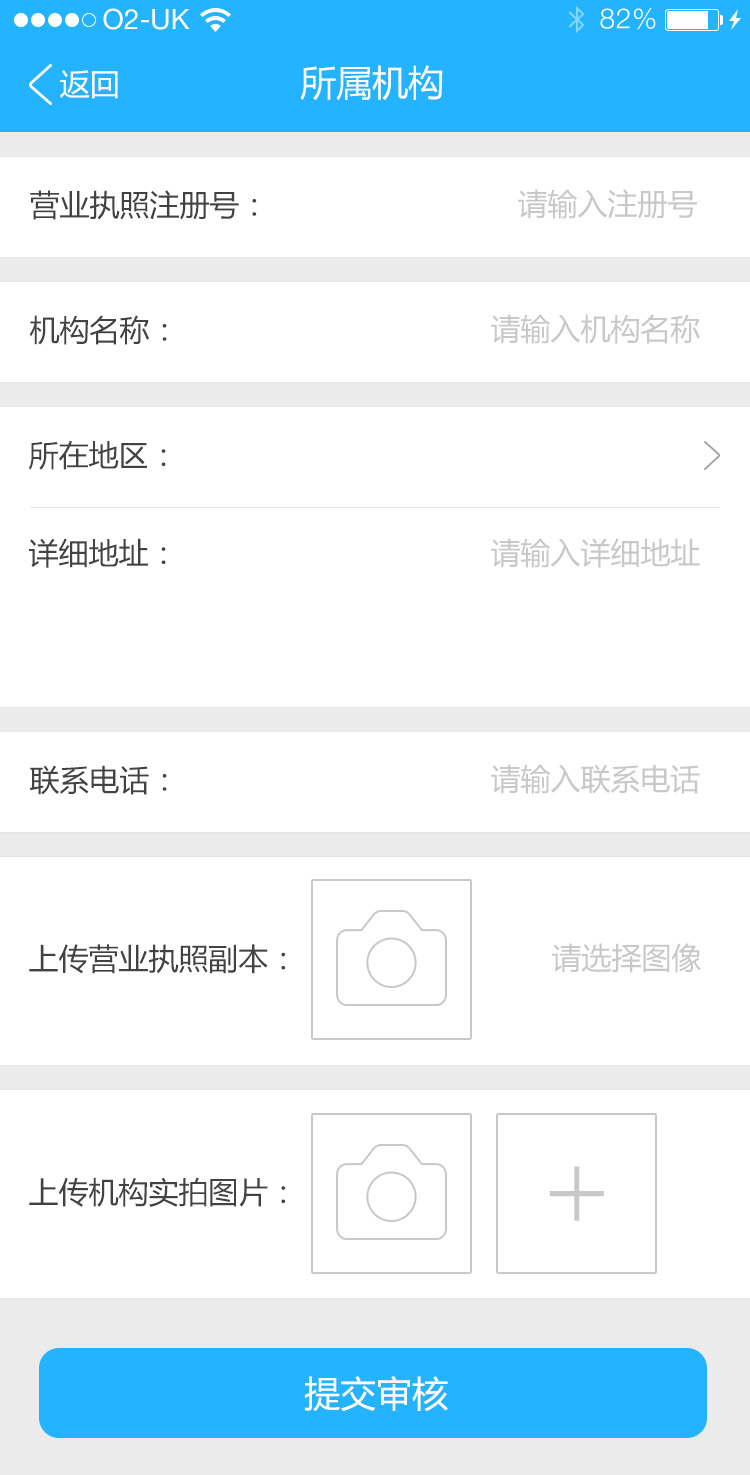 O2-UK 82%
返回 所属机构
营业执照注册号： 请输入注册号
机构名称： 请输入机构名称
所在地区：
详细地址： 请输入详细地址
联系电话： 请输入联系电话
上传营业执照副本： 请选择图像
上传机构实拍图片：
提交审核